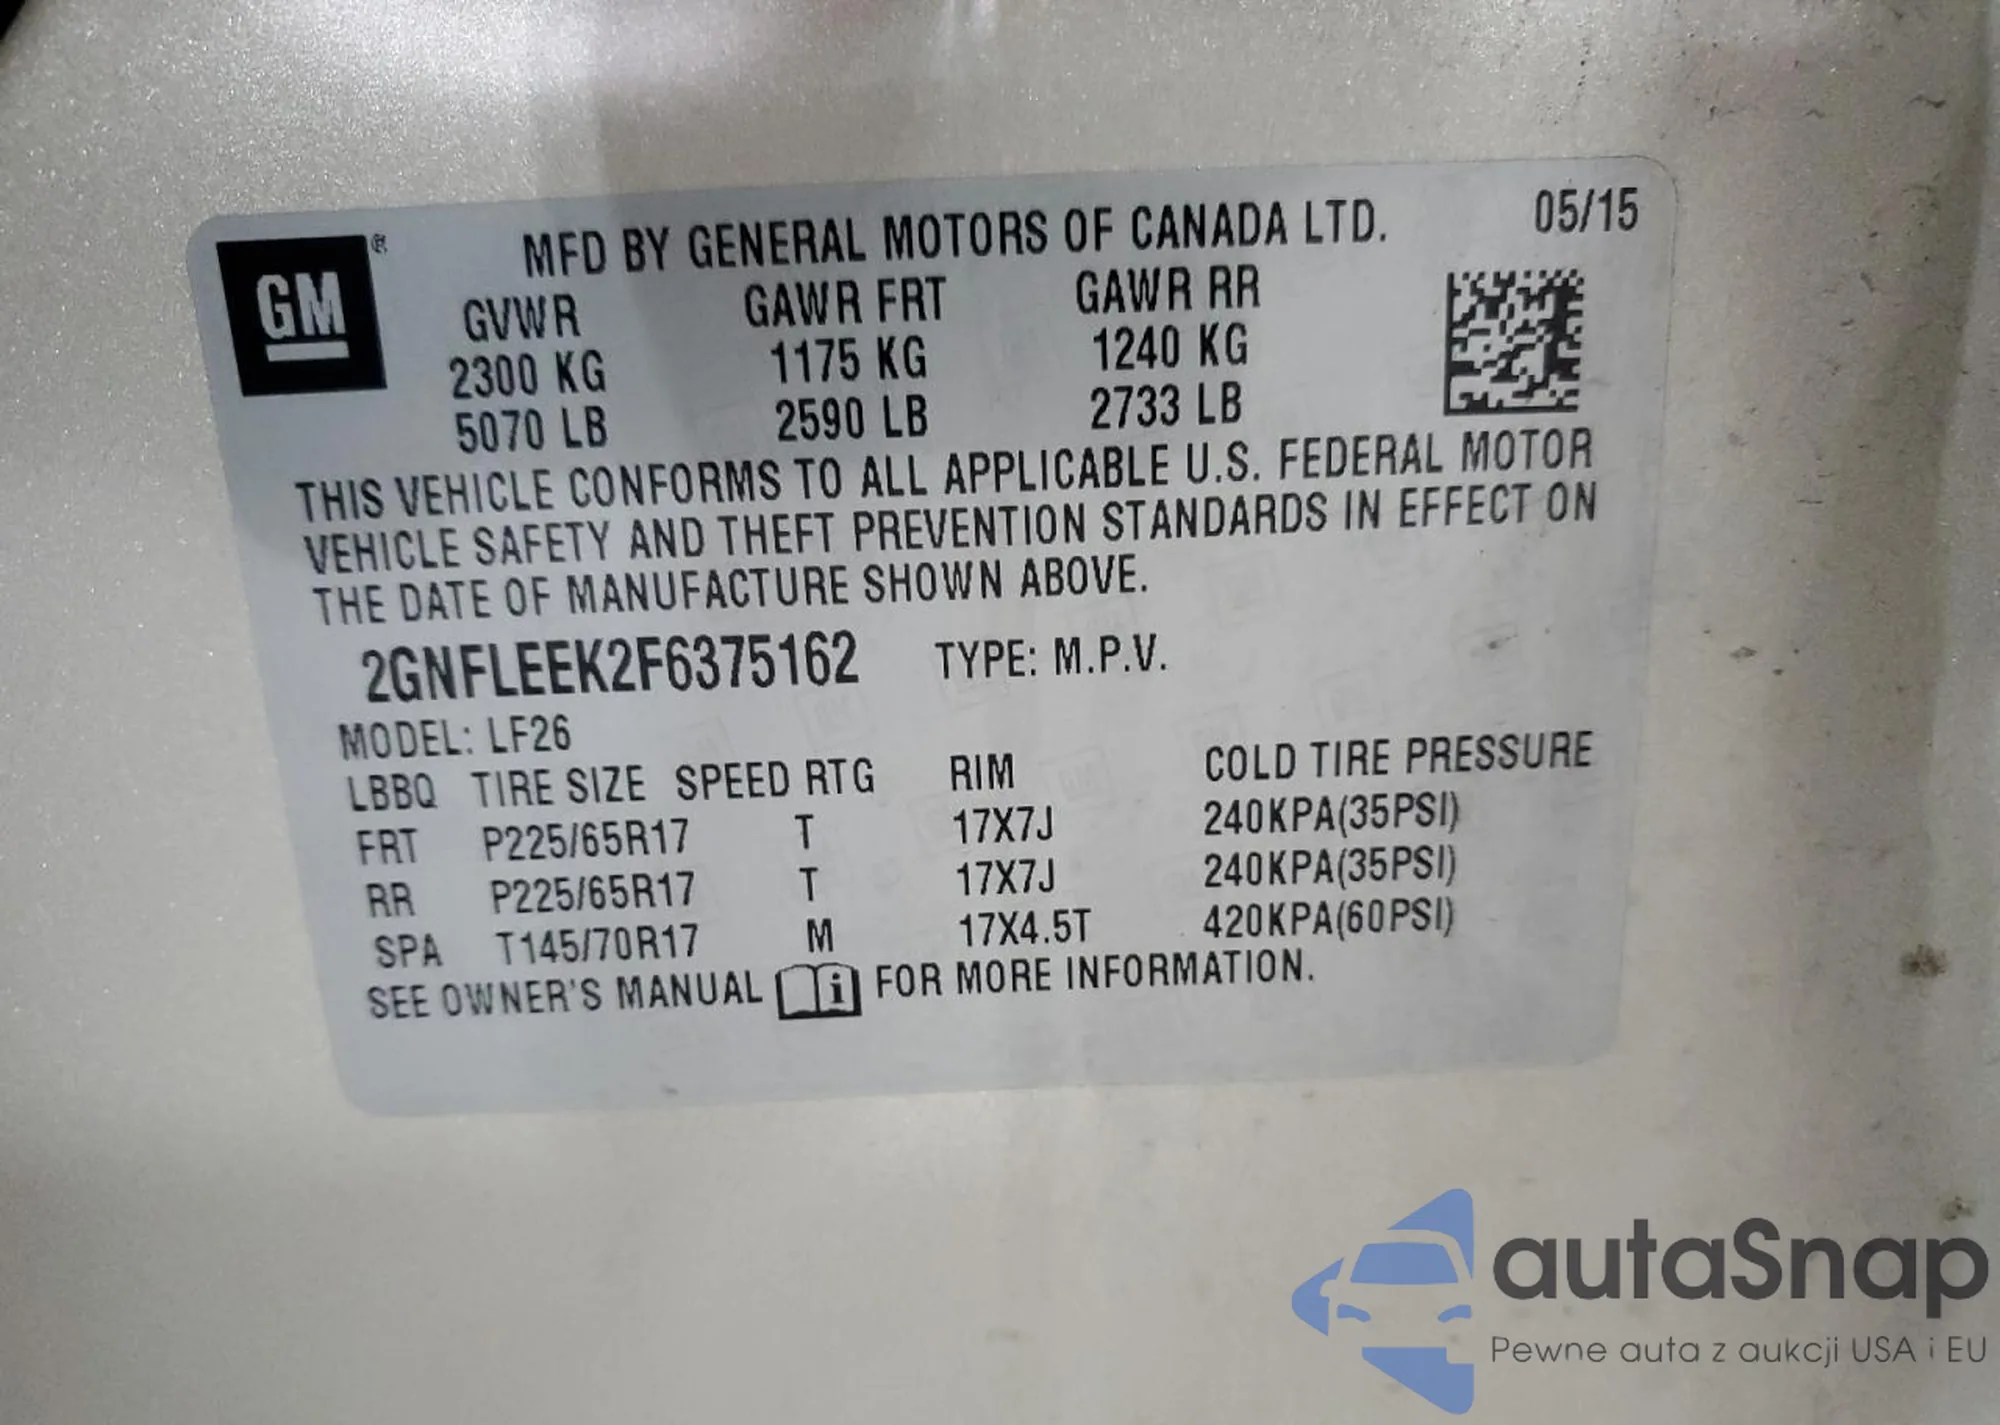 GM ®
MFD BY GENERAL MOTORS OF CANADA LTD. 05/15
GVWR GAWR FRT GAWR RR
2300 KG 1175 KG 1240 KG
5070 LB 2590 LB 2733 LB
THIS VEHICLE CONFORMS TO ALL APPLICABLE U.S. FEDERAL MOTOR
VEHICLE SAFETY AND THEFT PREVENTION STANDARDS IN EFFECT ON
THE DATE OF MANUFACTURE SHOWN ABOVE.
2GNFLEEK2F6375162 TYPE: M.P.V.
MODEL: LF26
LBBQ TIRE SIZE SPEED RTG RIM COLD TIRE PRESSURE
FRT P225/65R17 T 17X7J 240KPA(35PSI)
RR P225/65R17 T 17X7J 240KPA(35PSI)
SPA T145/70R17 M 17X4.5T 420KPA(60PSI)
SEE OWNER'S MANUAL i FOR MORE INFORMATION.
autaSnap
Pewne auta z aukcji USA i EU